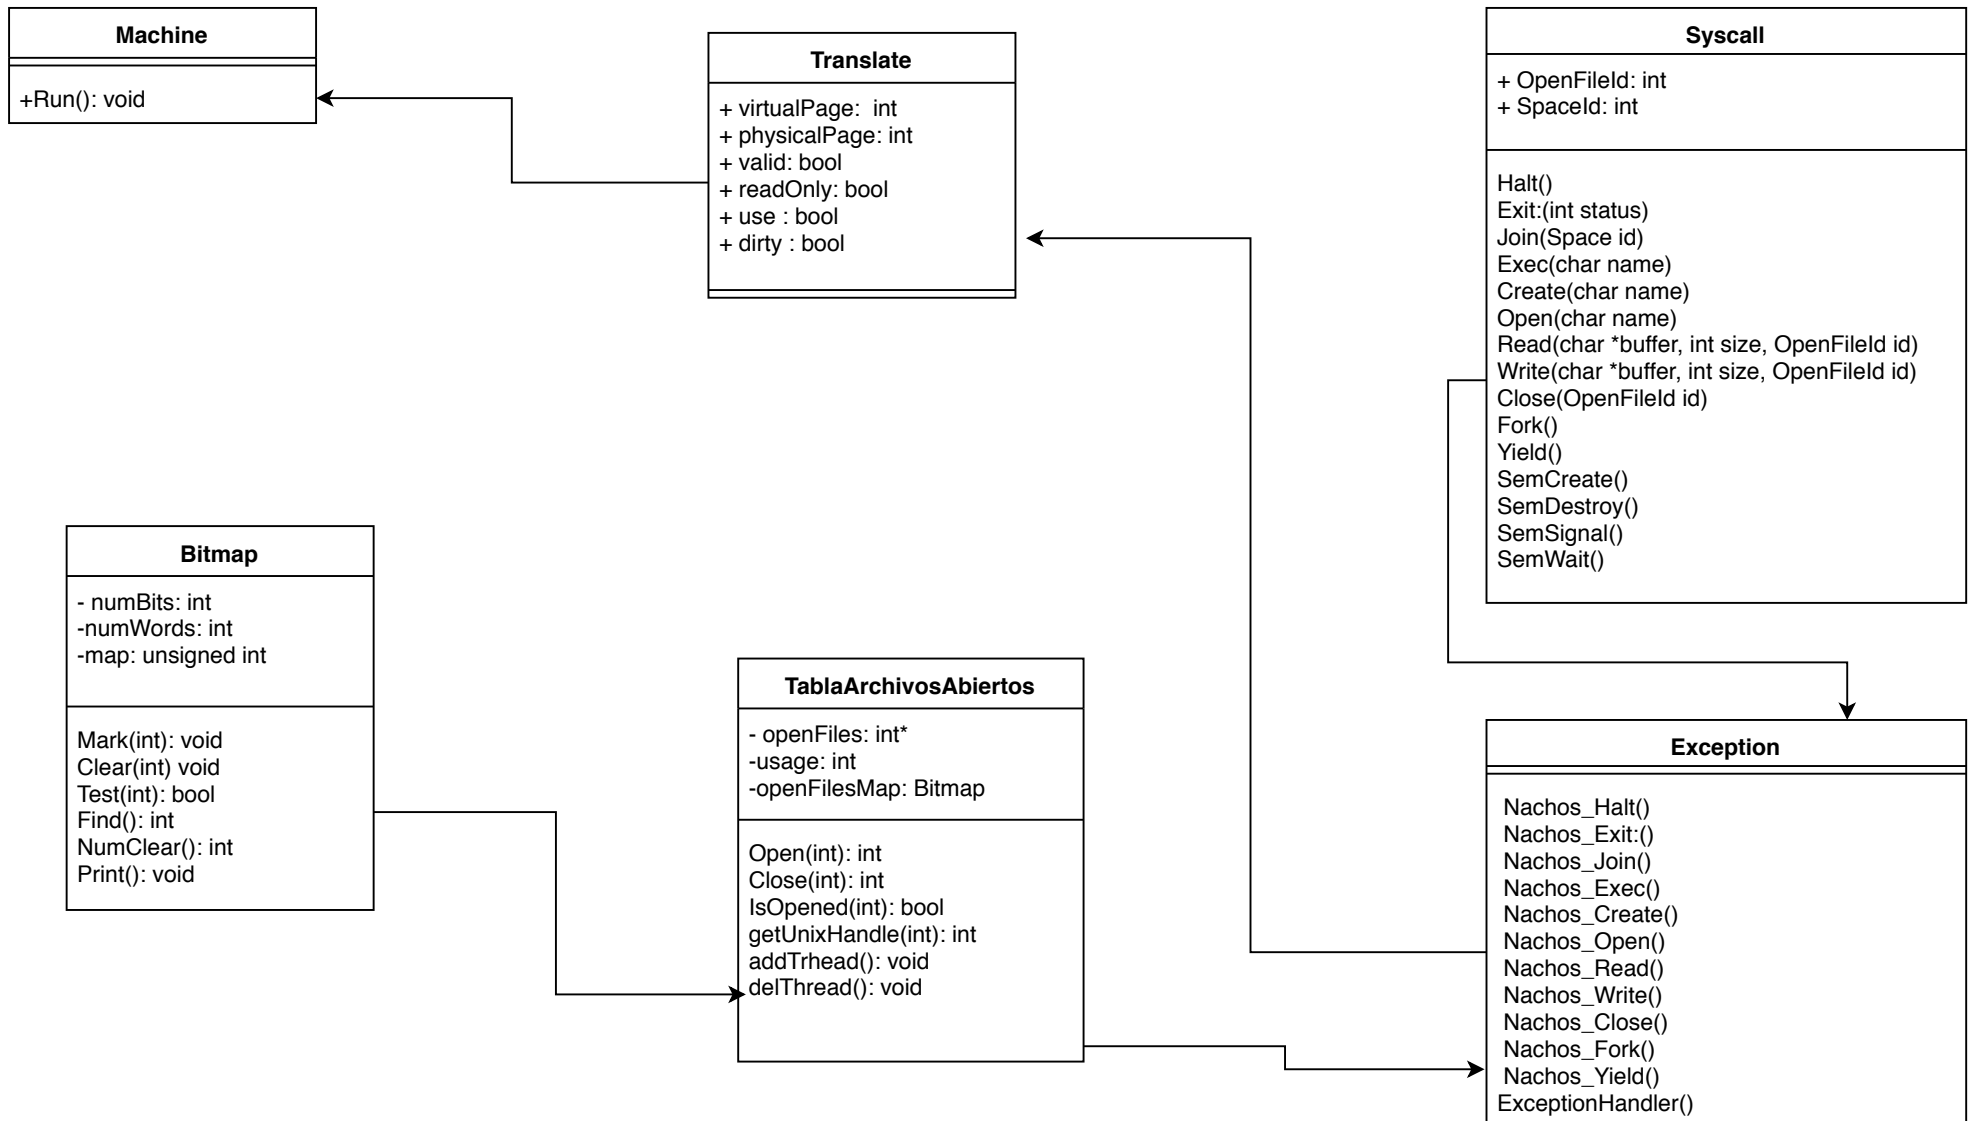 Machine
+Run(): void
Translate
+ virtualPage:  int
+ physicalPage: int
+ valid: bool
+ readOnly: bool
+ use : bool
+ dirty : bool
Syscall
+ OpenFileId: int
+ SpaceId: int
Halt()
Exit:(int status)
Join(Space id)
Exec(char name)
Create(char name)
Open(char name)
Read(char *buffer, int size, OpenFileId id)
Write(char *buffer, int size, OpenFileId id)
Close(OpenFileId id)
Fork()
Yield()
SemCreate()
SemDestroy()
SemSignal()
SemWait()
Bitmap
- numBits: int
-numWords: int
-map: unsigned int
Mark(int): void
Clear(int) void
Test(int): bool
Find(): int
NumClear(): int
Print(): void
TablaArchivosAbiertos
- openFiles: int*
-usage: int
-openFilesMap: Bitmap
Open(int): int
Close(int): int
IsOpened(int): bool
getUnixHandle(int): int
addTrhead(): void
delThread(): void
Exception
Nachos_Halt()
Nachos_Exit:()
Nachos_Join()
Nachos_Exec()
Nachos_Create()
Nachos_Open()
Nachos_Read()
Nachos_Write()
Nachos_Close()
Nachos_Fork()
Nachos_Yield()
ExceptionHandler()